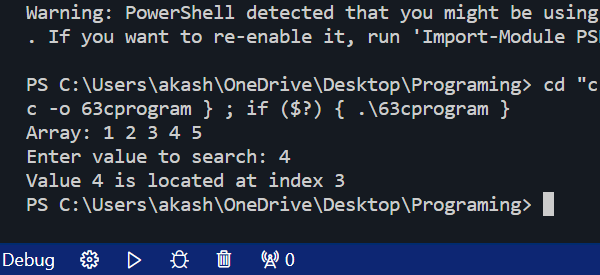 Warning: PowerShell detected that you might be using
. If you want to re-enable it, run 'Import-Module PS
PS C:\Users\akash\OneDrive\Desktop\Programing> cd "c
c -o 63cprogram } ; if ($?) { .\63cprogram }
Array: 1 2 3 4 5
Enter value to search: 4
Value 4 is located at index 3
PS C:\Users\akash\OneDrive\Desktop\Programing>
Debug 0